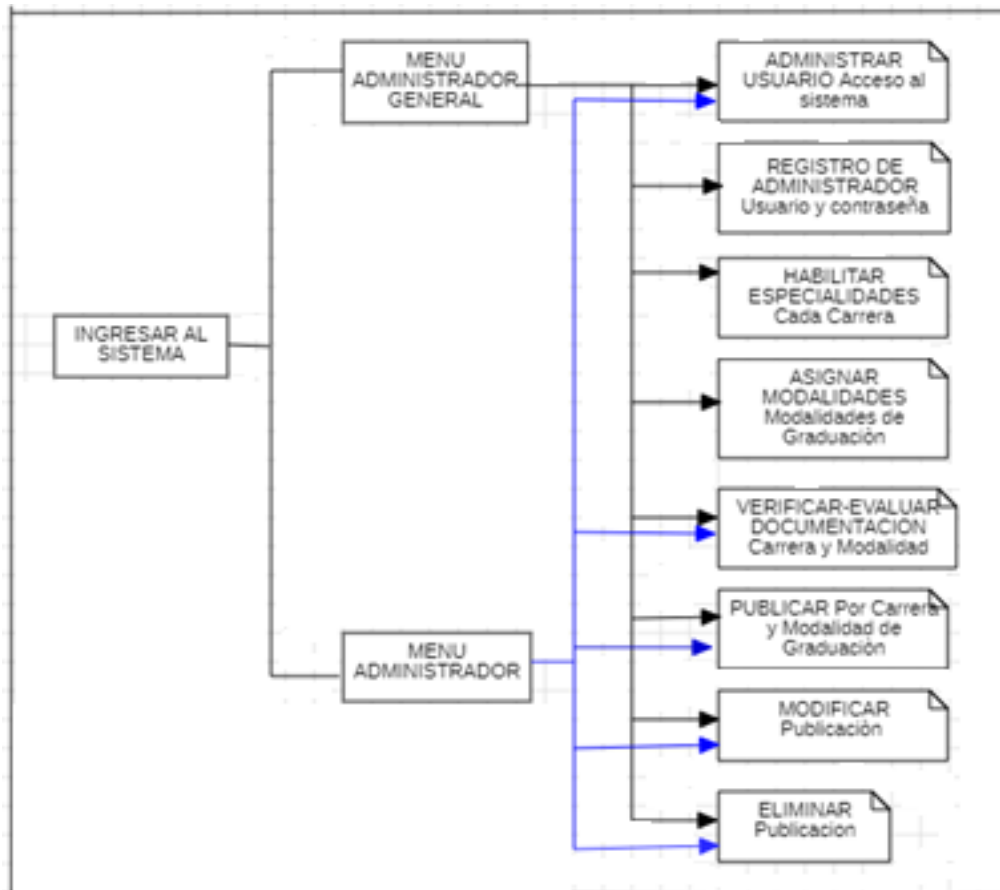 MENU
ADMINISTRADOR
GENERAL
ADMINISTRAR
USUARIO Acceso al
sistema
REGISTRO DE
ADMINISTRADOR
Usuario y contraseña
HABILITAR
ESPECIALIDADES
Cada Carrera
INGRESAR AL
SISTEMA
ASIGNAR
MODALIDADES
Modalidades de
Graduación
VERIFICAR-EVALUAR
DOCUMENTACION
Carrera y Modalidad
PUBLICAR Por Carrera
y Modalidad de
Graduación
MENU
ADMINISTRADOR
MODIFICAR
Publicación
ELIMINAR
Publicacion